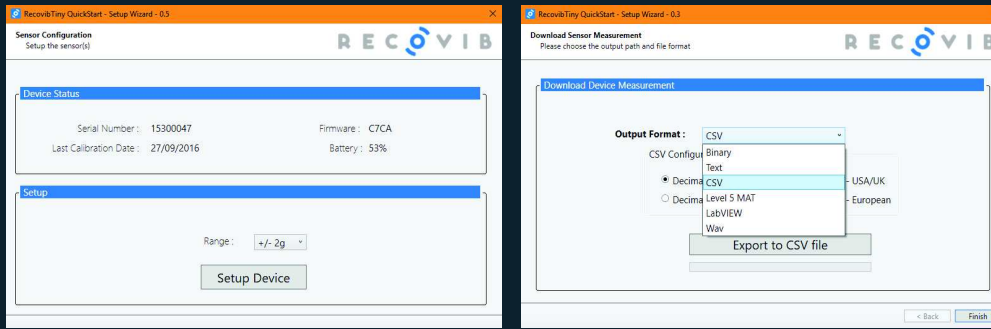 RecovibTiny QuickStart - Setup Wizard - 0.5
Sensor Configuration
Setup the sensor(s)
RECOVIB
Device Status
Serial Number : 15300047
Firmware : C7CA
Last Calibration Date : 27/09/2016
Battery : 53%
Setup
Range : +/- 2g
Setup Device
RecovibTiny QuickStart - Setup Wizard - 0.3
Download Sensor Measurement
Please choose the output path and file format
RECOVIB
Download Device Measurement
Output Format : CSV
CSV Configur
Binary
Text
Decima
CSV
- USA/UK
Decima
Level 5 MAT
- European
LabVIEW
Wav
Export to CSV file
< Back
Finish